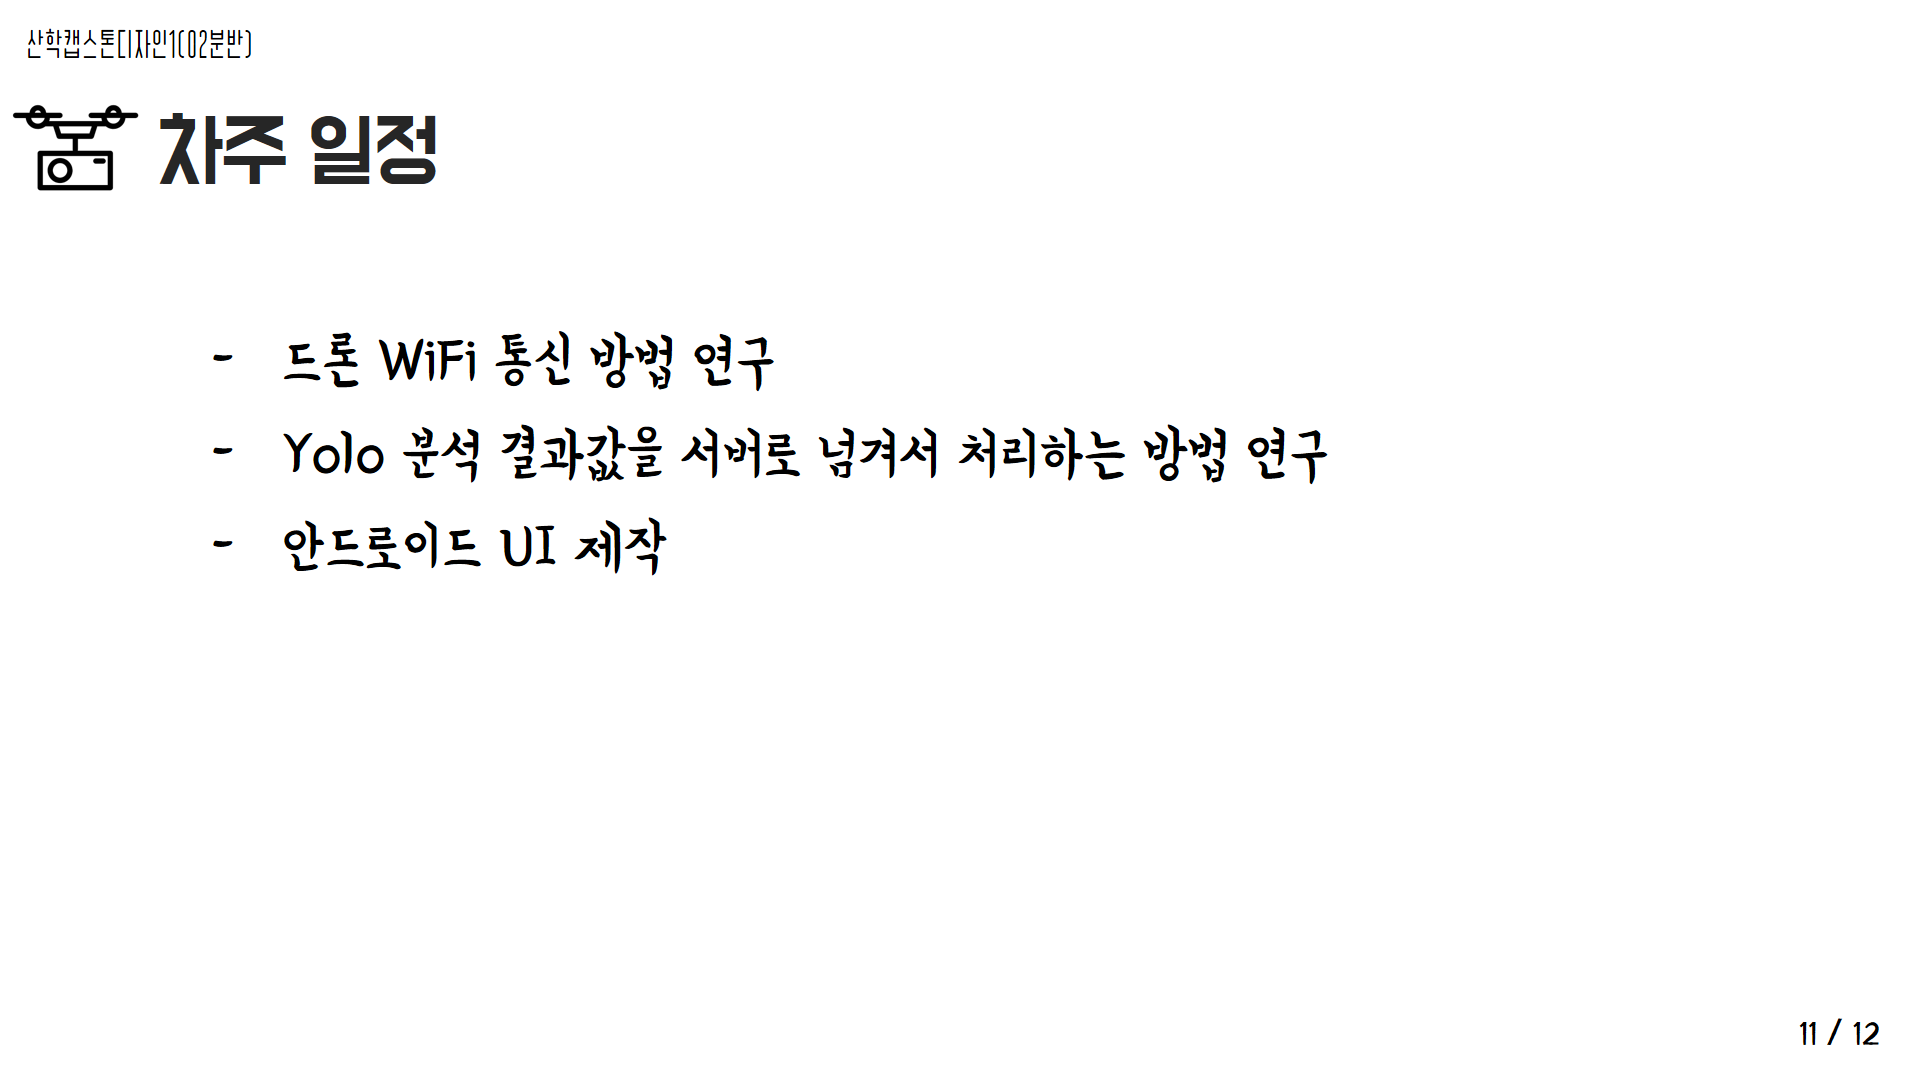 산학캡스톤디자인1(02분반)
차주 일정
- 드론 WiFi 통신 방법 연구
- Yolo 분석 결과값을 서버로 넘겨서 처리하는 방법 연구
- 안드로이드 UI 제작
11 / 12